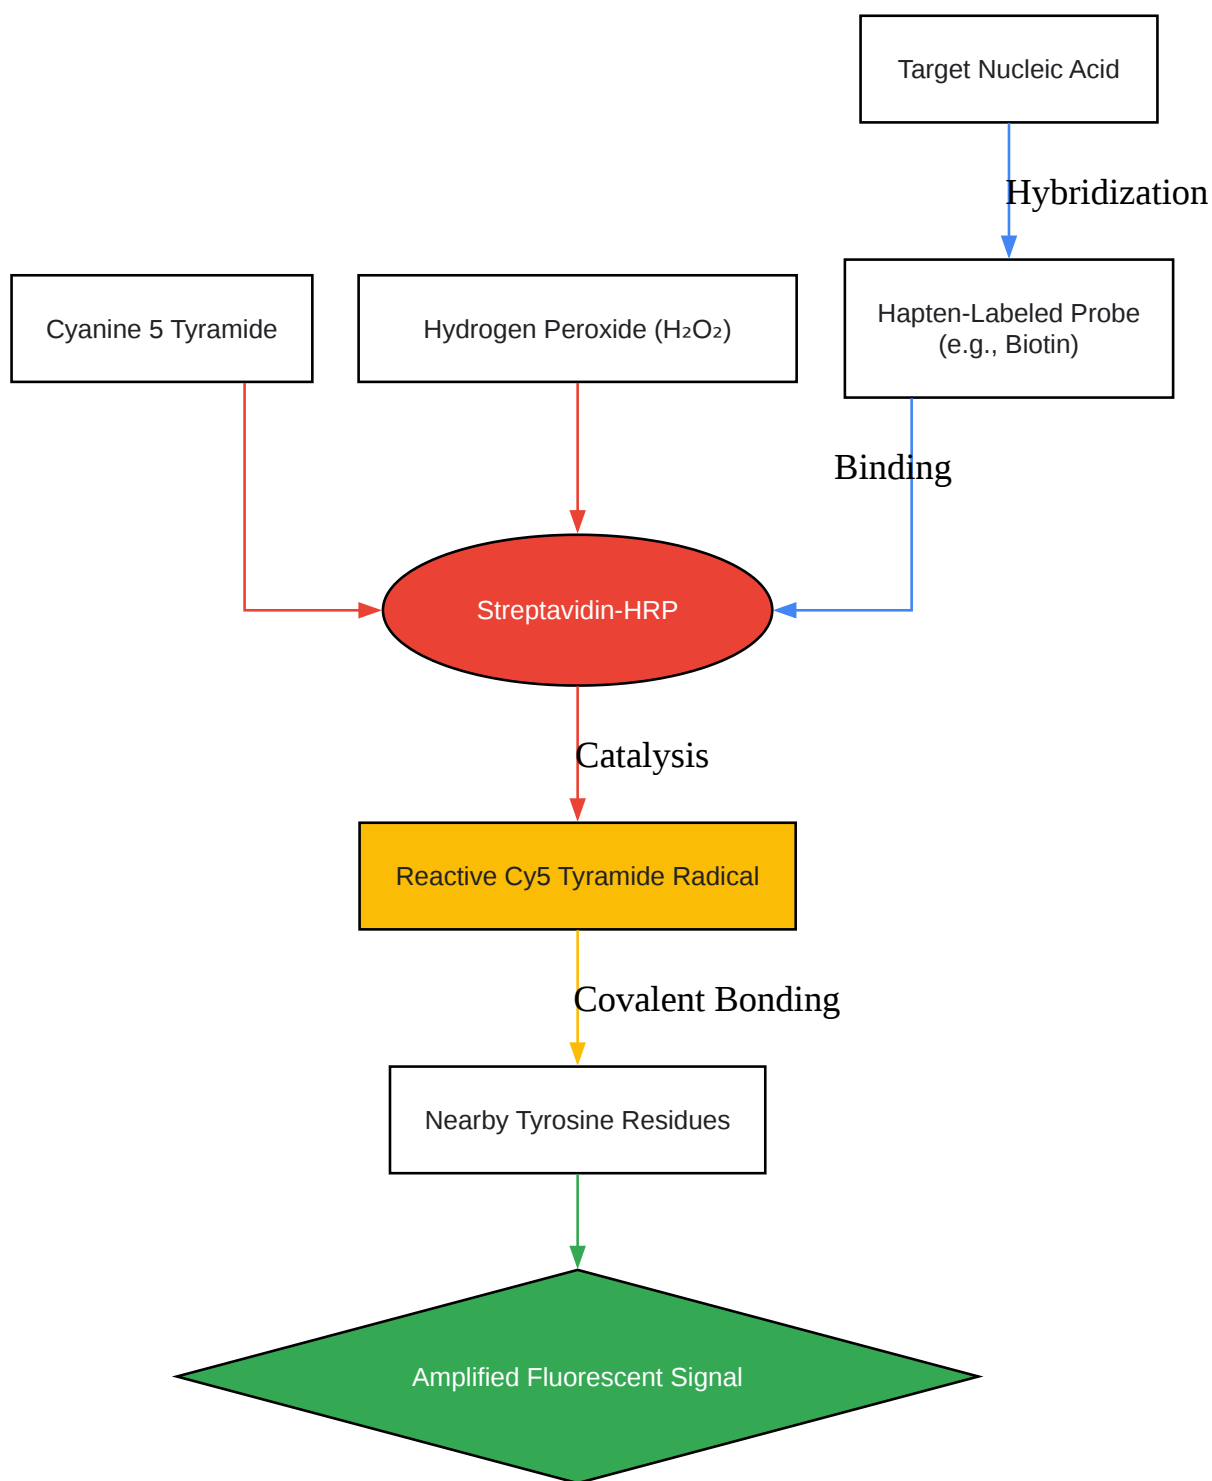 Target Nucleic Acid
Hybridization
Cyanine 5 Tyramide
Hydrogen Peroxide (H₂O₂)
Hapten-Labeled Probe
(e.g., Biotin)
Binding
Streptavidin-HRP
Catalysis
Reactive Cy5 Tyramide Radical
Covalent Bonding
Nearby Tyrosine Residues
Amplified Fluorescent Signal